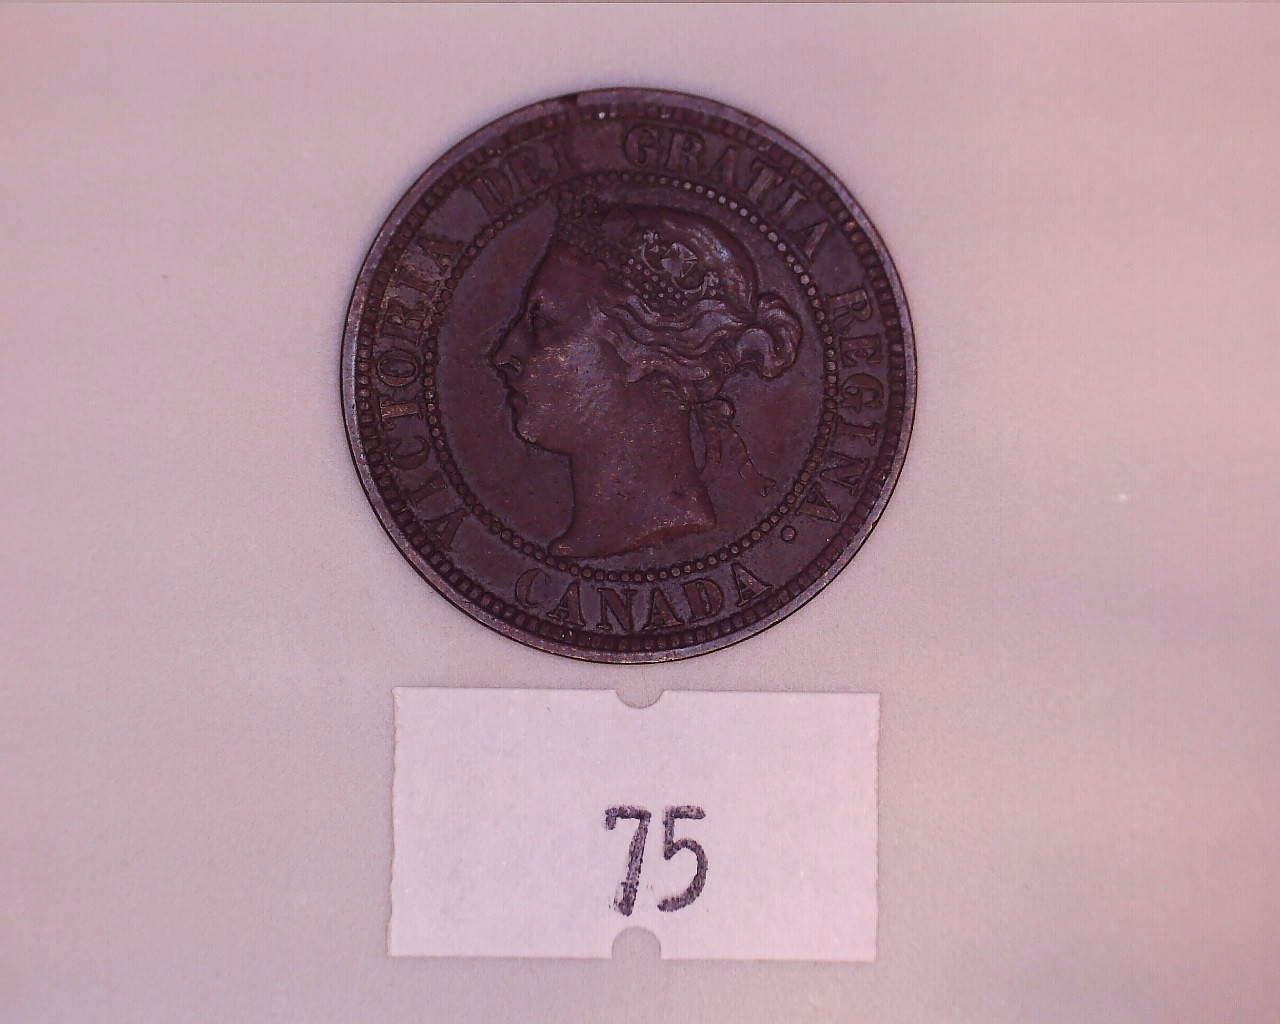 VICTORIA DEI GRATIA REGINA.
CANADA
75